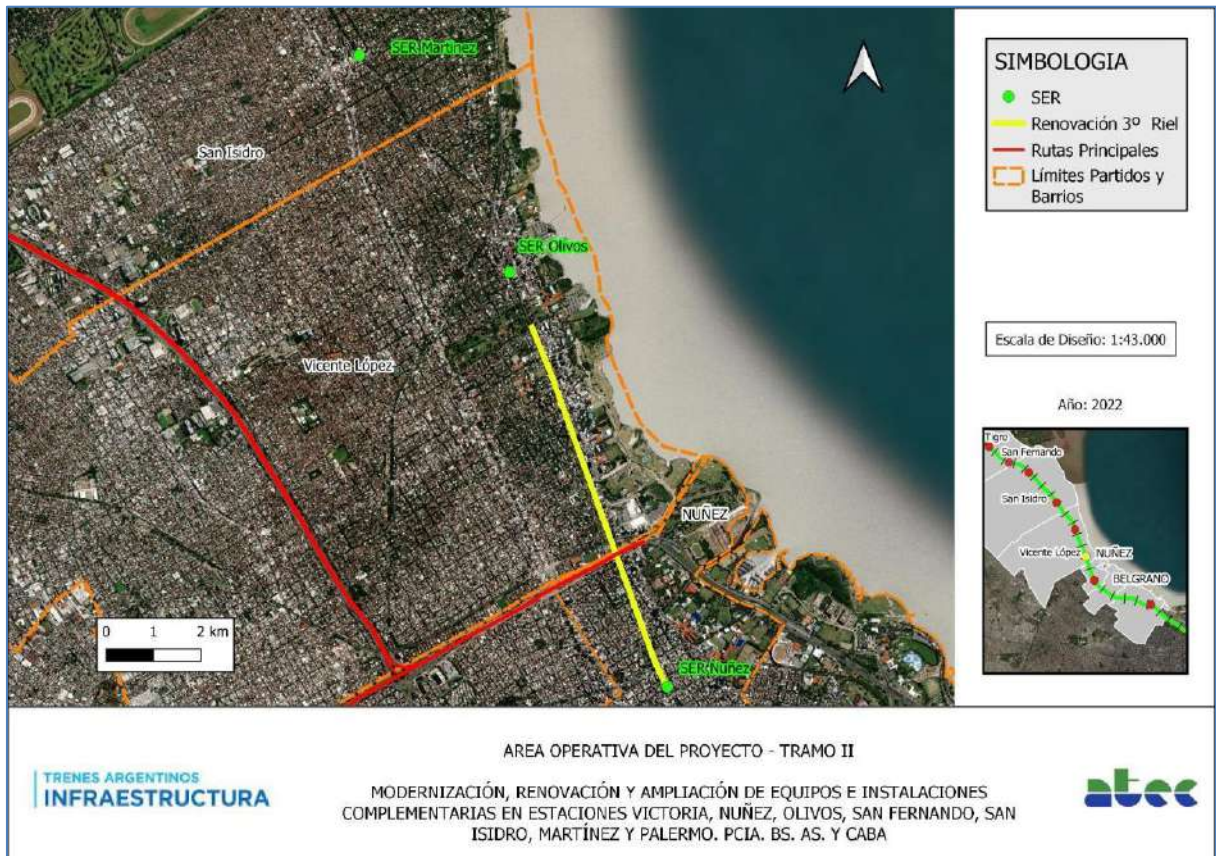 SER Martínez
San Isidro
SER Olivos
Vicente López
NUÑEZ
SER Nuñez
0 1 2 km
SIMBOLOGIA
SER
Renovación 3º Riel
Rutas Principales
Límites Partidos y
Barrios
Escala de Diseño: 1:43.000
Año: 2022
Tigre
San Fernando
San Isidro
Vicente López
NUÑEZ
BELGRANO
TRENES ARGENTINOS
INFRAESTRUCTURA
AREA OPERATIVA DEL PROYECTO - TRAMO II
MODERNIZACIÓN, RENOVACIÓN Y AMPLIACIÓN DE EQUIPOS E INSTALACIONES
COMPLEMENTARIAS EN ESTACIONES VICTORIA, NUÑEZ, OLIVOS, SAN FERNANDO, SAN
ISIDRO, MARTÍNEZ Y PALERMO. PCIA. BS. AS. Y CABA
atec